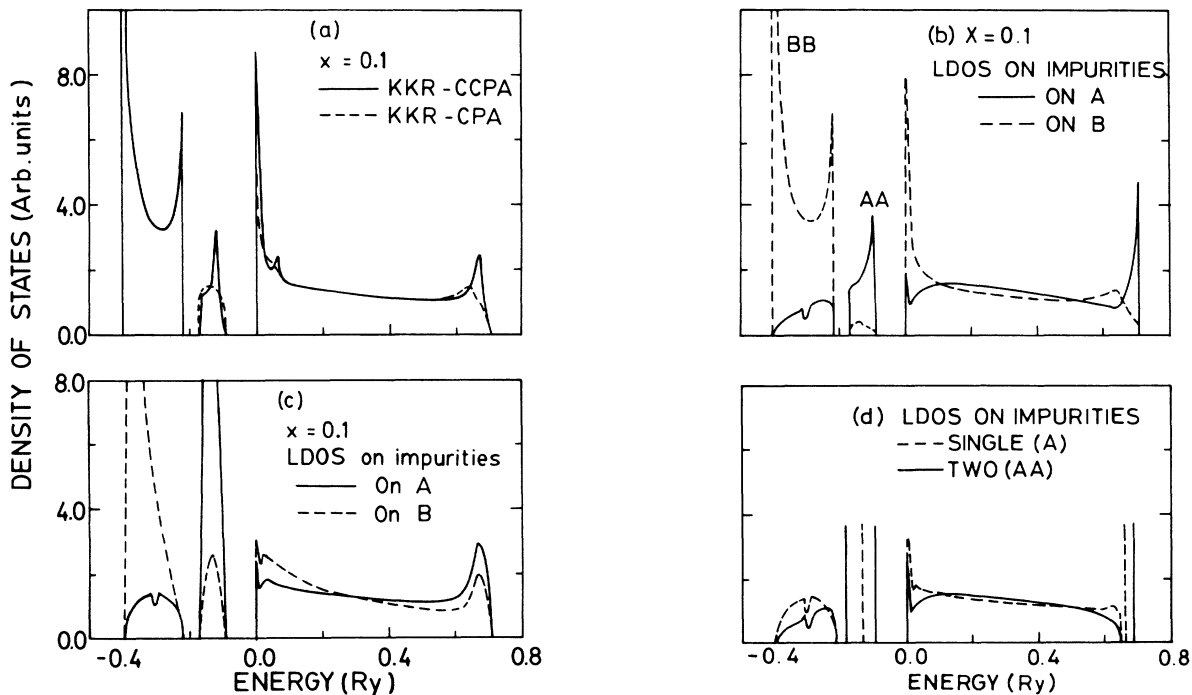 DENSITY OF STATES (Arb. units)
(a)
x = 0.1
KKR - CCPA
KKR - CPA
8.0
4.0
0.0
(b) X = 0.1
LDOS ON IMPURITIES
ON A
ON B
BB
AA
(c)
x = 0.1
LDOS on impurities
On A
On B
8.0
4.0
0.0
-0.4
0.0
0.4
0.8
ENERGY (Ry)
(d) LDOS ON IMPURITIES
SINGLE (A)
TWO (AA)
-0.4
0.0
0.4
0.8
ENERGY (Ry)